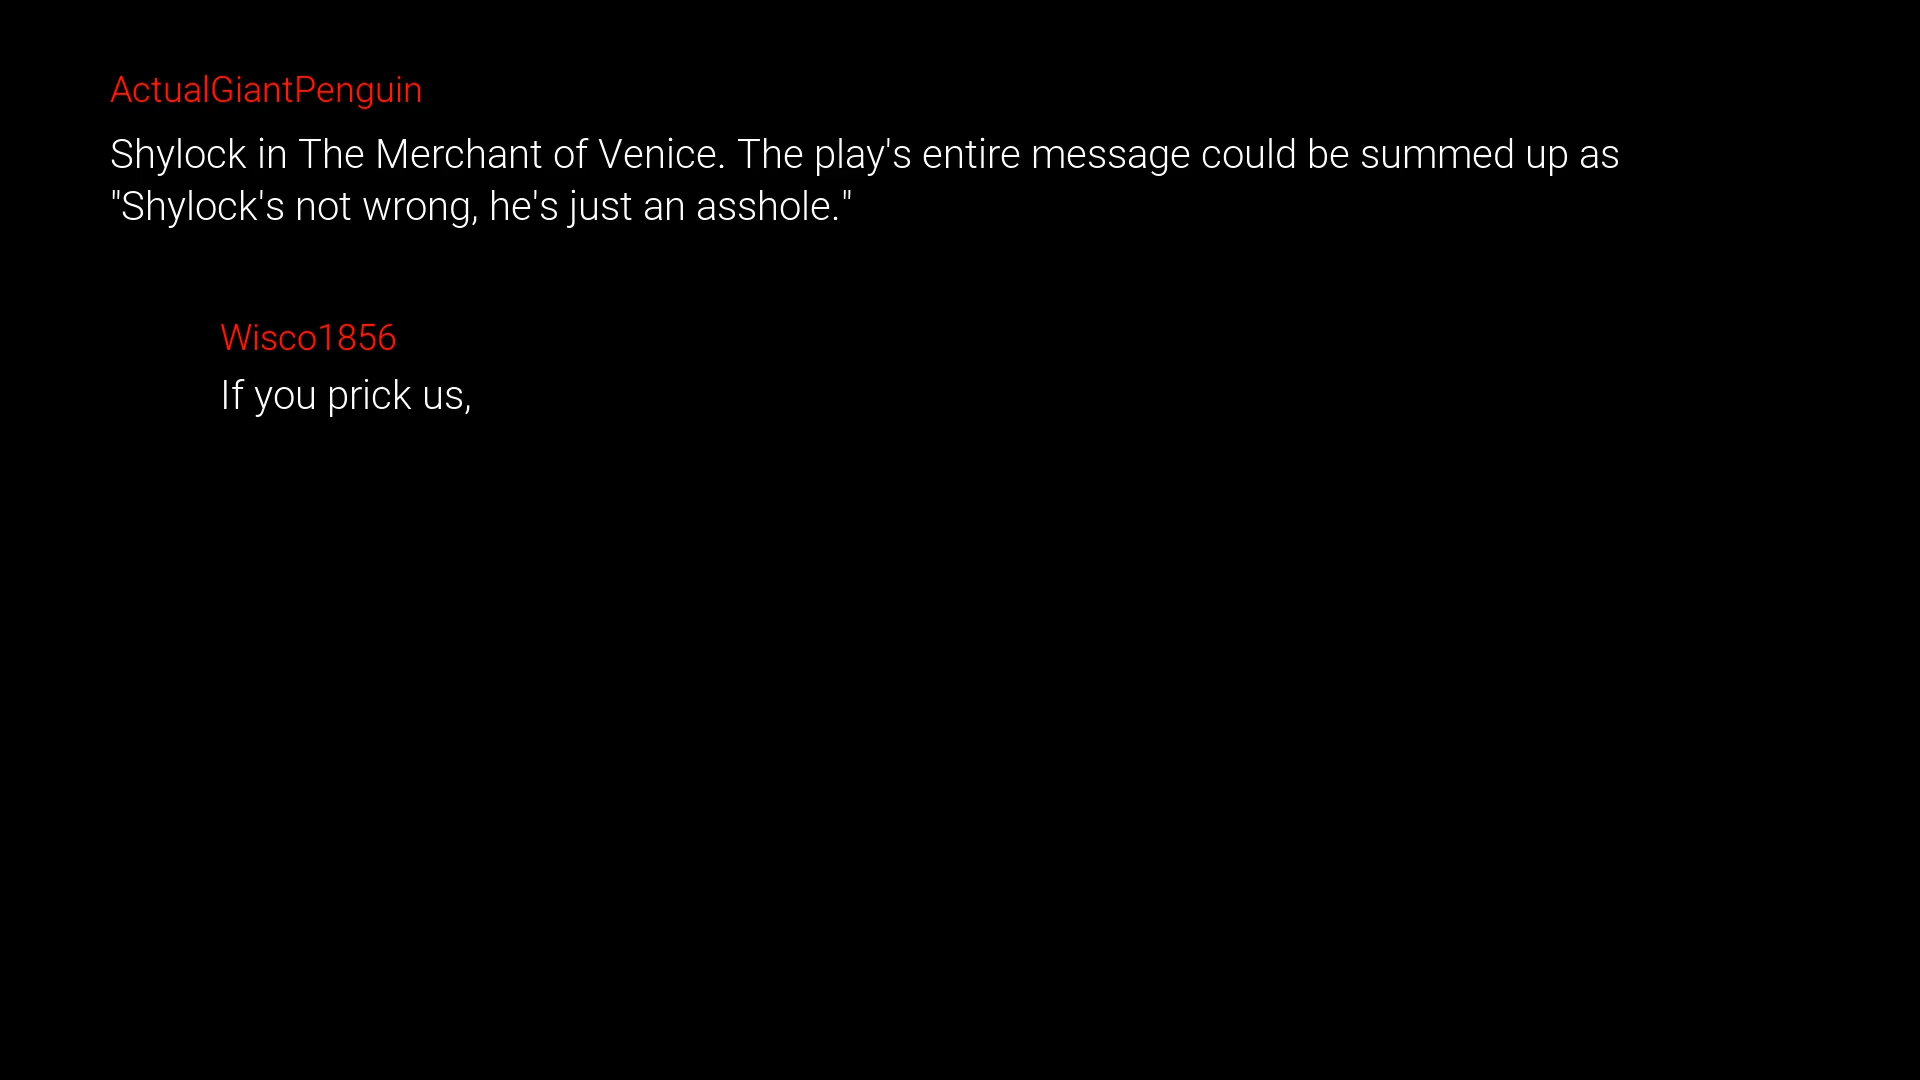 ActualGiantPenguin
Shylock in The Merchant of Venice. The play's entire message could be summed up as
"Shylock's not wrong, he's just an asshole."
Wisco1856
If you prick us,